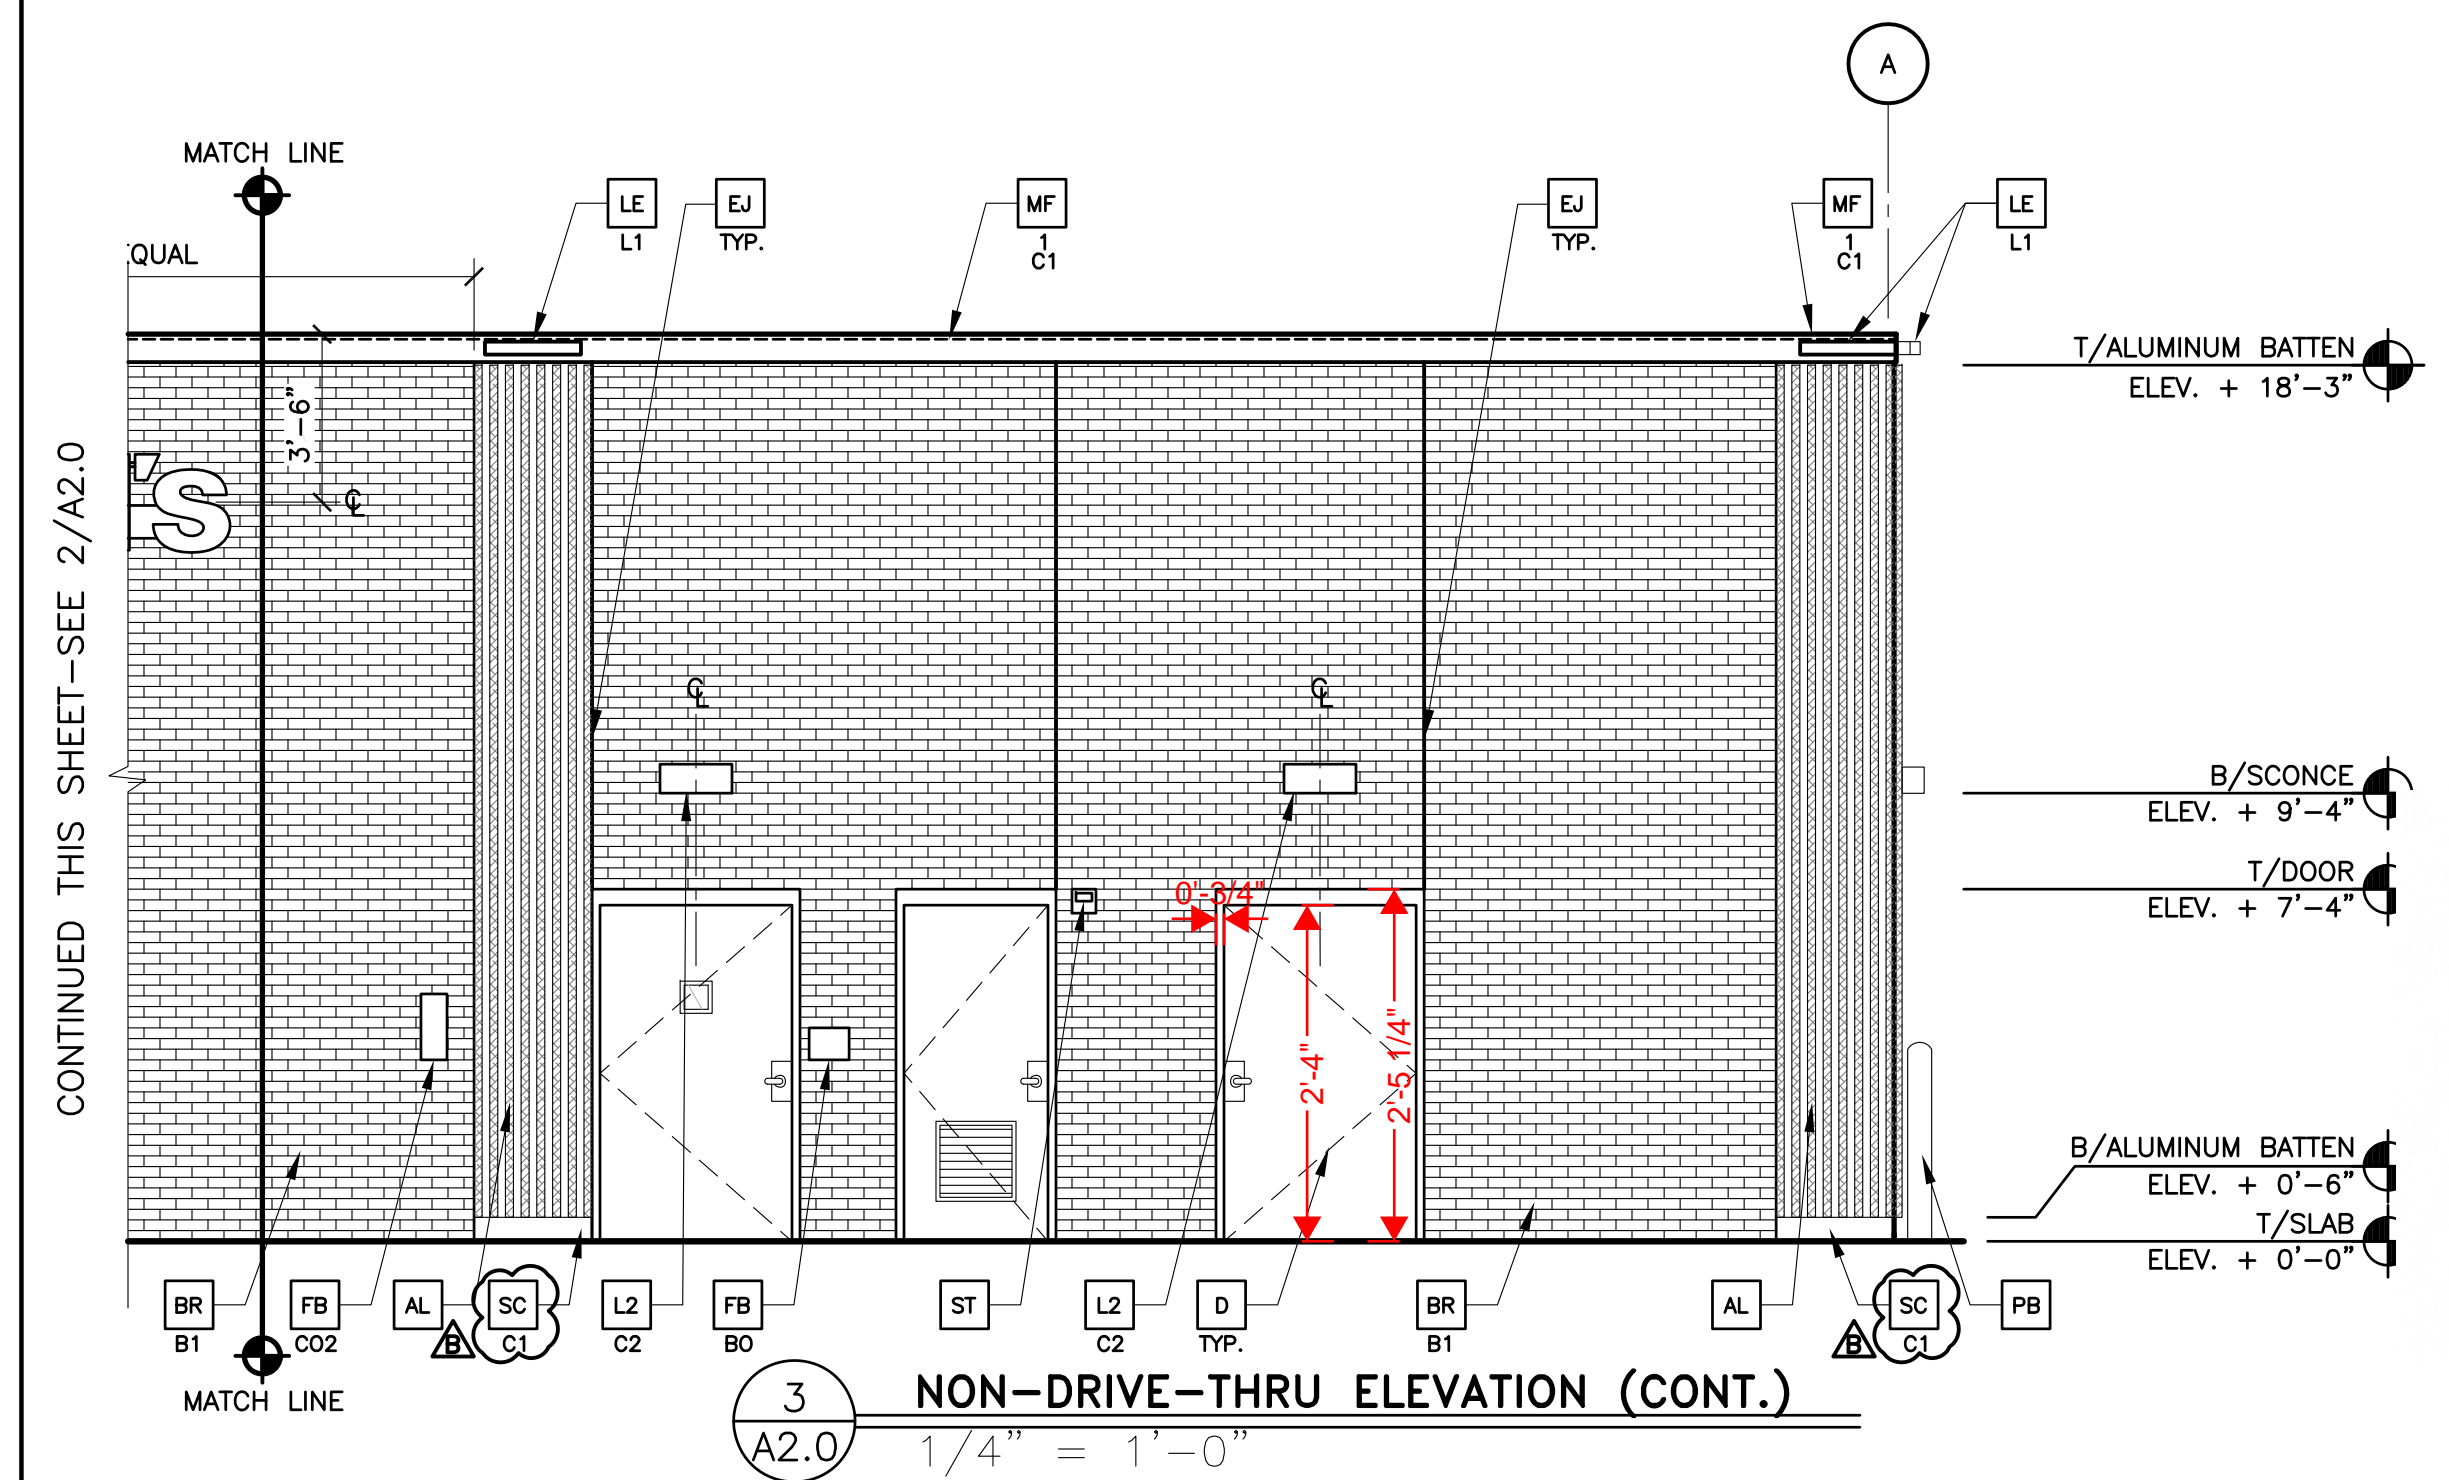 A
MATCH LINE
LE
L1
EJ
TYP.
MF
1
C1
EJ
TYP.
MF
1
C1
LE
L1
QUAL
T/ALUMINUM BATTEN
ELEV. + 18'-3"
3'-6"
'S
℄
CONTINUED THIS SHEET-SEE 2/A2.0
℄
℄
B/SCONCE
ELEV. + 9'-4"
T/DOOR
ELEV. + 7'-4"
0'-3/4"
2'-4"
2'-5 1/4"
B/ALUMINUM BATTEN
ELEV. + 0'-6"
T/SLAB
ELEV. + 0'-0"
BR
B1
FB
CO2
AL
B
SC
C1
L2
C2
FB
BO
ST
L2
C2
D
TYP.
BR
B1
AL
B
SC
C1
PB
MATCH LINE
3
A2.0
NON-DRIVE-THRU ELEVATION (CONT.)
1/4" = 1'-0"